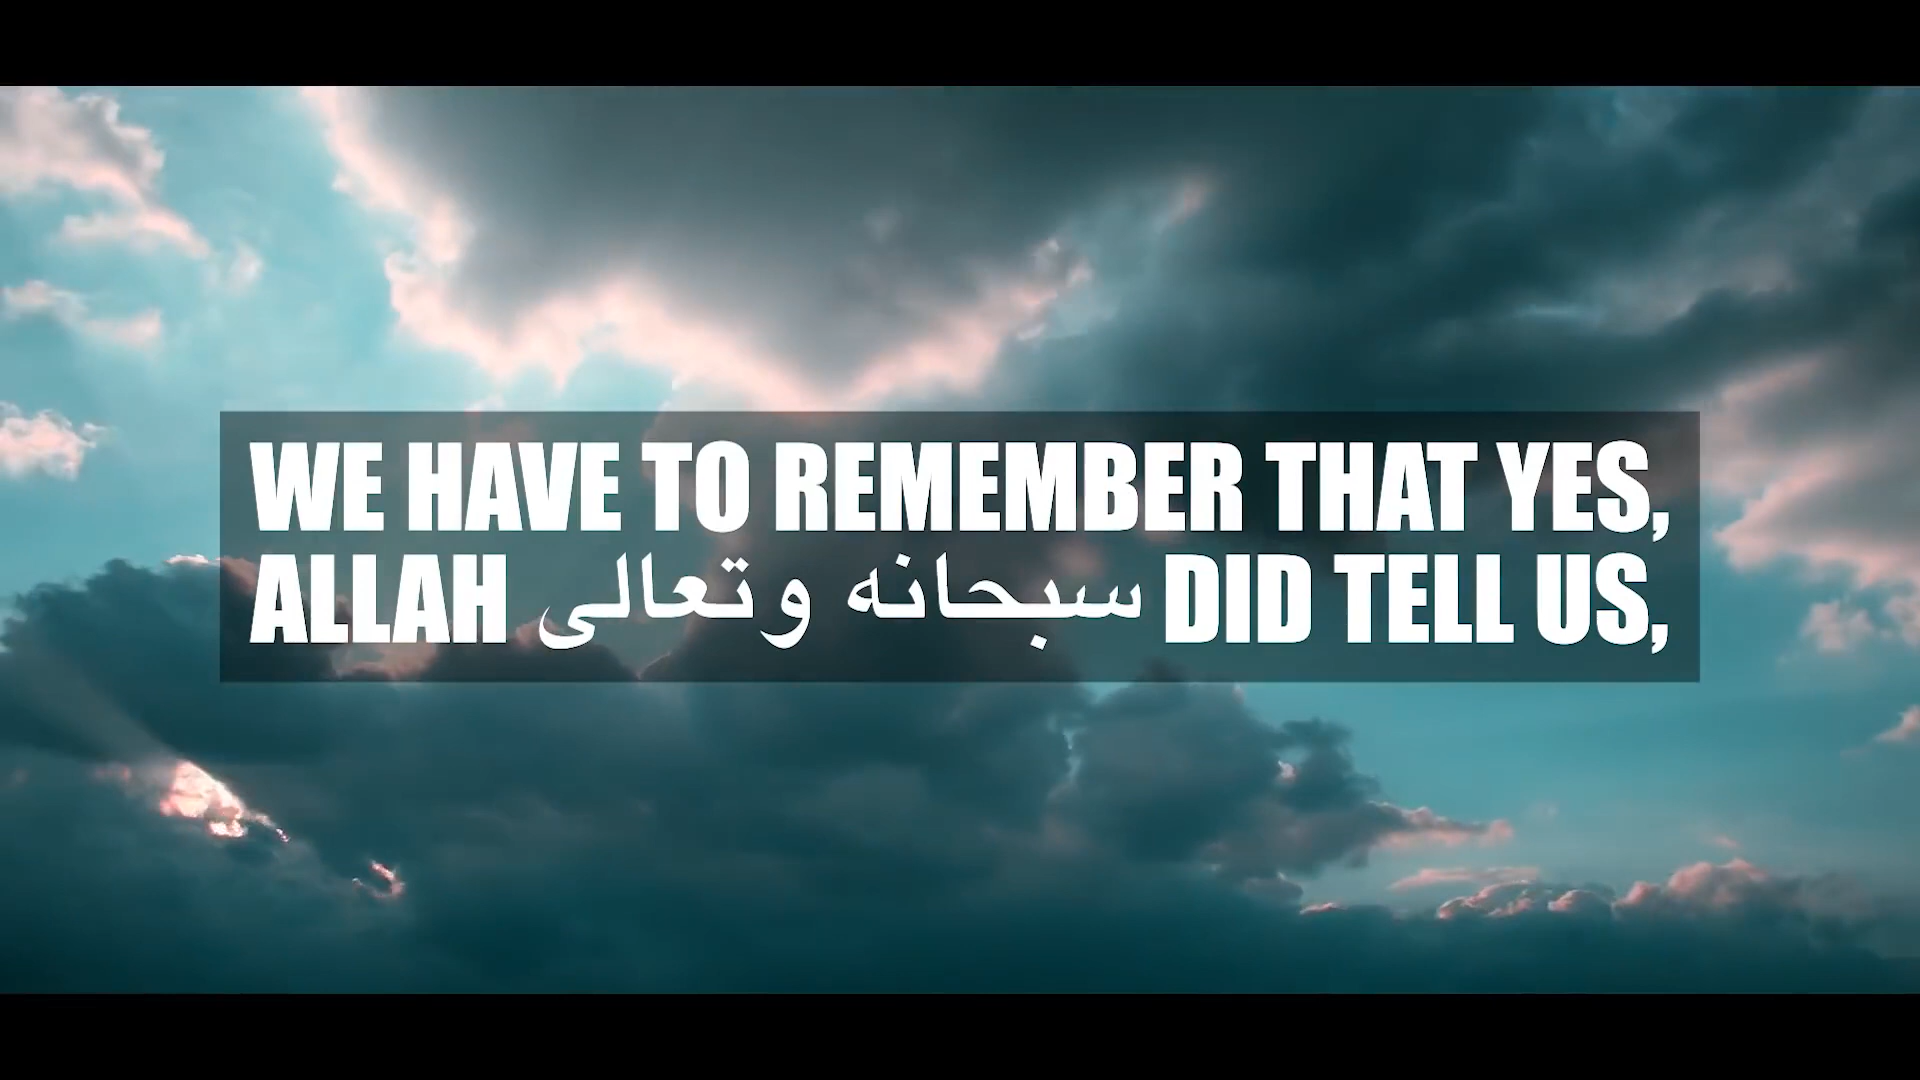 WE HAVE TO REMEMBER THAT YES,
ALLAH سبحانه وتعالى DID TELL US,